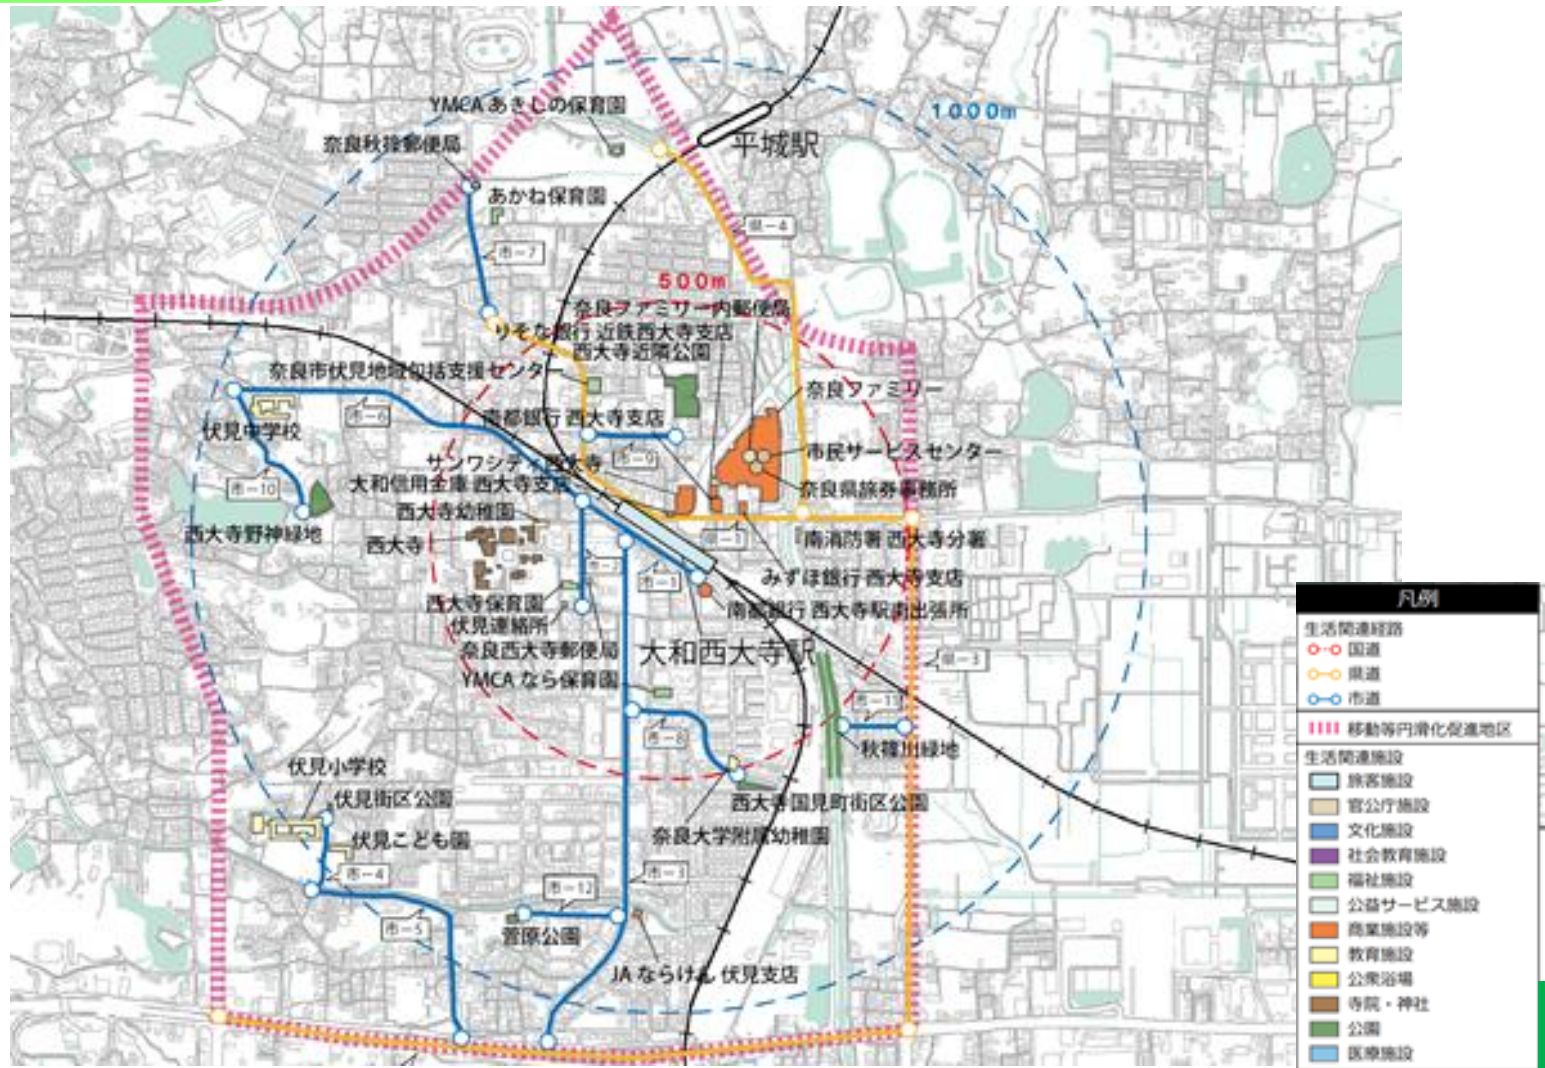 YMCA あきしの保育園
1000m
奈良秋篠郵便局
平城駅
あかね保育園
県-4
市-7
500m
奈良ファミリー内郵便局
りそな銀行 近鉄西大寺支店
西大寺近隣公園
奈良市伏見地域包括支援センター
奈良ファミリー
市-6
南都銀行 西大寺支店
伏見中学校
市-9
市民サービスセンター
サンワシティ西大寺
大和信用金庫 西大寺支店
奈良県旅券事務所
市-10
西大寺幼稚園
西大寺野神緑地
西大寺
県-1
南消防署 西大寺分署
市-2
市-1
みずほ銀行 西大寺支店
西大寺保育園
南都銀行 西大寺駅南出張所
伏見連絡所
奈良西大寺郵便局
大和西大寺駅
県-3
YMCA なら保育園
市-11
市-8
秋篠川緑地
伏見小学校
伏見街区公園
西大寺国見町街区公園
奈良大学附属幼稚園
伏見こども園
市-4
市-3
市-12
市-5
菅原公園
JA ならけん 伏見支店
凡例
生活関連経路
国道
県道
市道
移動等円滑化促進地区
生活関連施設
旅客施設
官公庁施設
文化施設
社会教育施設
福祉施設
公益サービス施設
商業施設等
教育施設
公衆浴場
寺院・神社
公園
医療施設